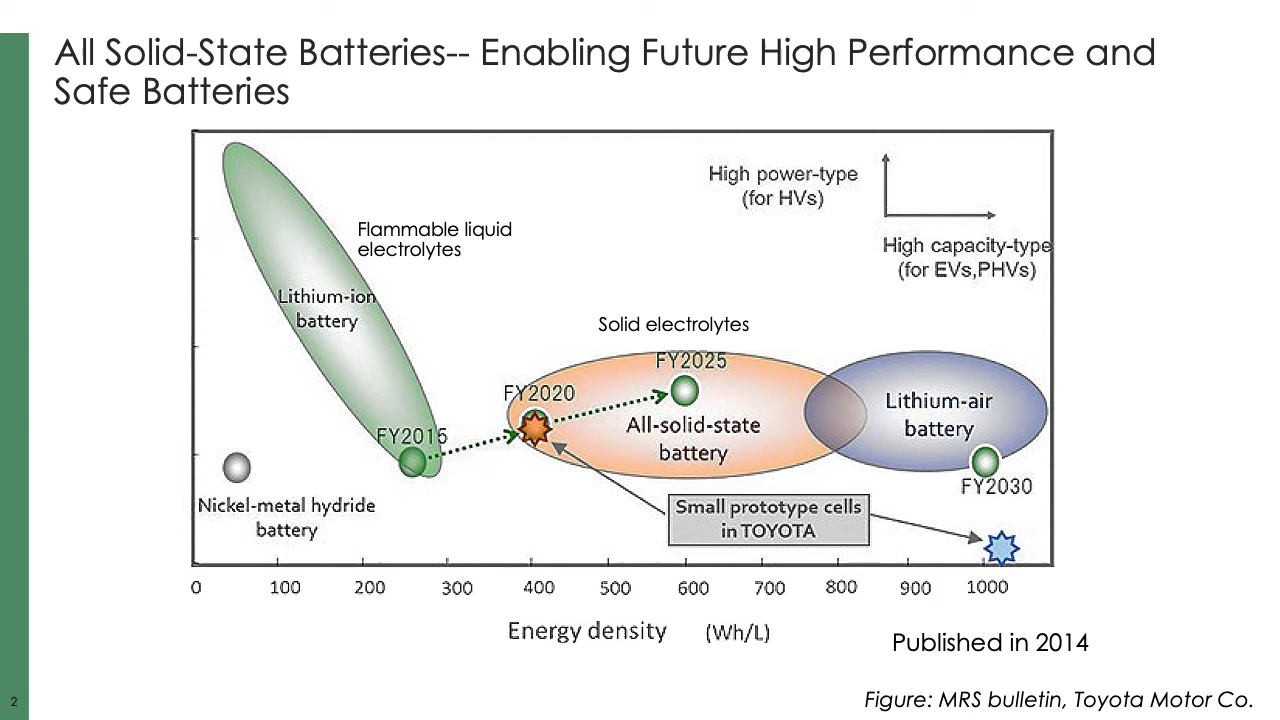 All Solid-State Batteries-- Enabling Future High Performance and
Safe Batteries
High power-type
(for HVs)
High capacity-type
(for EVs,PHVs)
Flammable liquid
electrolytes
Lithium-ion
battery
Solid electrolytes
FY2025
FY2020
All-solid-state
battery
Lithium-air
battery
FY2015
FY2030
Nickel-metal hydride
battery
Small prototype cells
in TOYOTA
0 100 200 300 400 500 600 700 800 900 1000
Energy density (Wh/L)
Published in 2014
2
Figure: MRS bulletin, Toyota Motor Co.